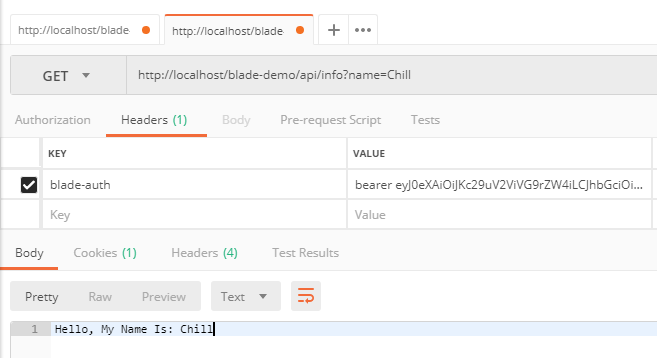 http://localhost/blade
http://localhost/blade
+
•••
GET
http://localhost/blade-demo/api/info?name=Chill
Authorization
Headers (1)
Body
Pre-request Script
Tests
KEY
VALUE
blade-auth
bearer eyJ0eXAiOiJKc29uV2ViVG9rZW4iLCJhbGciOi...
Key
Value
Body
Cookies (1)
Headers (4)
Test Results
Pretty
Raw
Preview
Text
1
Hello, My Name Is: Chill